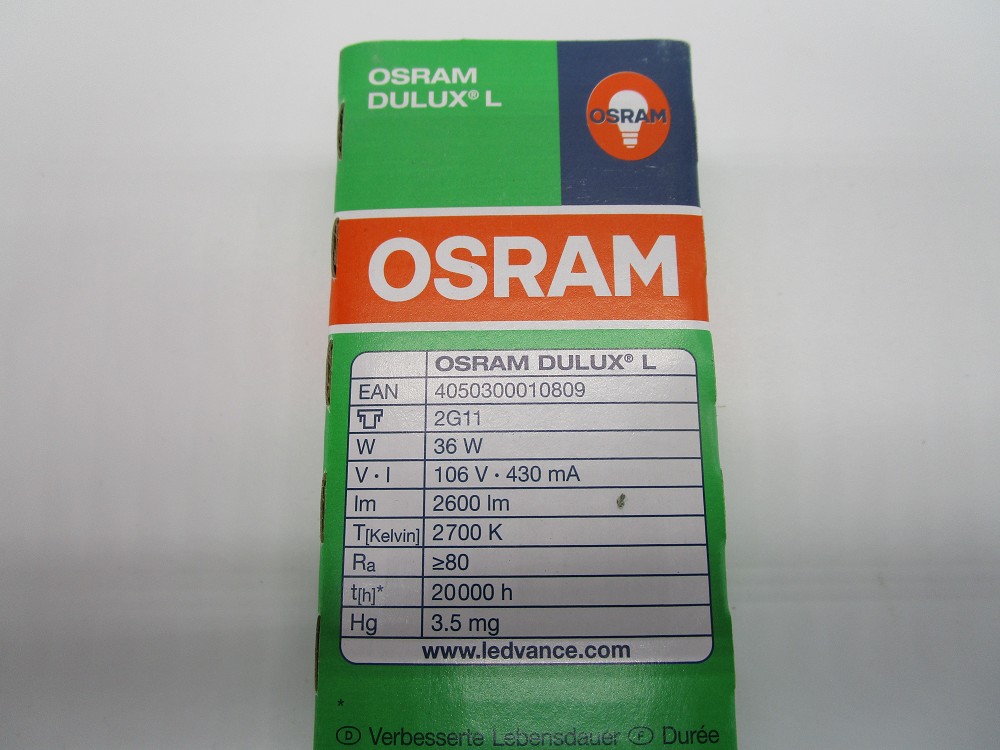 OSRAM
DULUX® L
OSRAM
OSRAM
OSRAM DULUX® L
EAN 4050300010809
2G11
W 36 W
V · I 106 V · 430 mA
lm 2600 lm
T[Kelvin] 2700 K
Ra ≥80
t[h]* 20000 h
Hg 3.5 mg
www.ledvance.com
*
D Verbesserte Lebensdauer F Durée